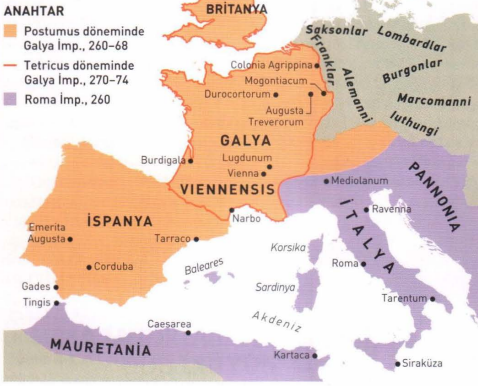 ANAHTAR
Postumus döneminde
Galya İmp., 260–68
Tetricus döneminde
Galya İmp., 270–74
Roma İmp., 260
BRİTANYA
Saksonlar
Lombardlar
Franklar
Burgonlar
Alemanni
Marcomanni
Iuthungi
Colonia Agrippina
Mogontiacum
Durocortorum
Augusta
Treverorum
GALYA
Burdigala
Lugdunum
Vienna
VIENNENSIS
Mediolanum
PANNONIA
İTALYA
Ravenna
Narbo
İSPANYA
Emerita
Augusta
Tarraco
Korsika
Roma
Corduba
Baleares
Sardinya
Tarentum
Gades
Tingis
Akdeniz
Caesarea
MAURETANİA
Kartaca
Siraküza